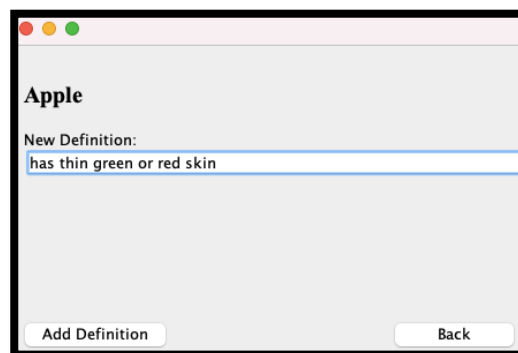 Apple
New Definition:
has thin green or red skin
Add Definition
Back